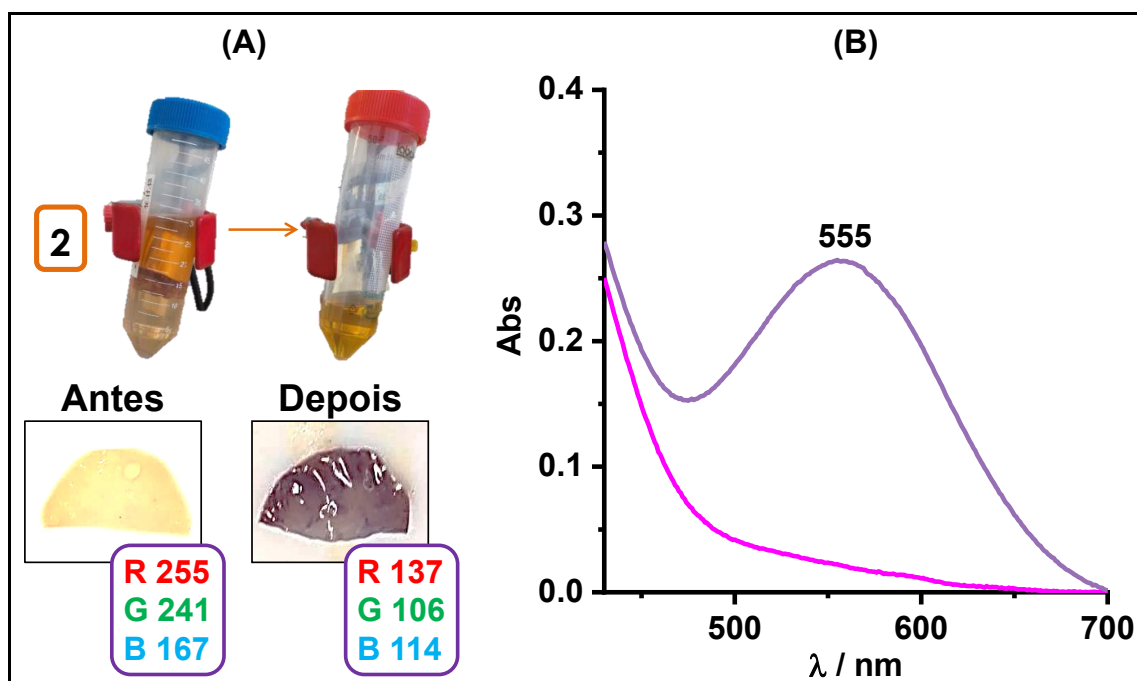 (A)
2
Antes
R 255
G 241
B 167
Depois
R 137
G 106
B 114
(B)
Abs
0.4
0.3
0.2
0.1
0.0
555
500
600
700
λ / nm